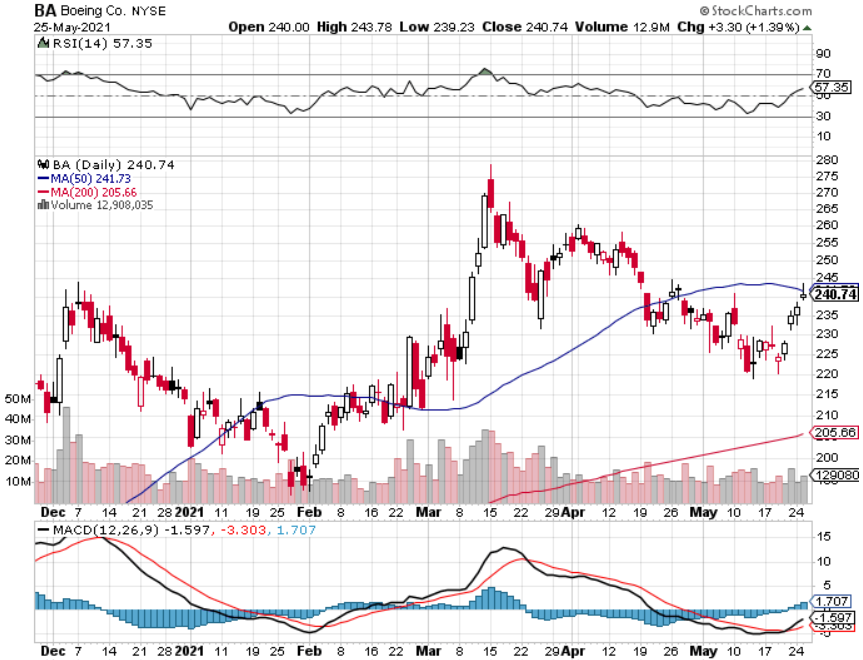 BA Boeing Co. NYSE © StockCharts.com
25-May-2021 Open 240.00 High 243.78 Low 239.23 Close 240.74 Volume 12.9M Chg +3.30 (+1.39%)
RSI(14) 57.35
90
70
57.35
30
10
BA (Daily) 240.74
MA(50) 241.73
MA(200) 205.66
Volume 12,908,035
280
275
270
265
260
255
250
245
240.74
235
230
225
220
215
210
205.66
200
129080
50M
40M
30M
20M
10M
Dec 7 14 21 28 2021 11 19 25 Feb 8 16 22 Mar 8 15 22 29 Apr 12 19 26 May 10 17 24
MACD(12,26,9) -1.597, -3.303, 1.707
15
10
5
1.707
-1.597
-3.303
Dec 7 14 21 28 2021 11 19 25 Feb 8 16 22 Mar 8 15 22 29 Apr 12 19 26 May 10 17 24